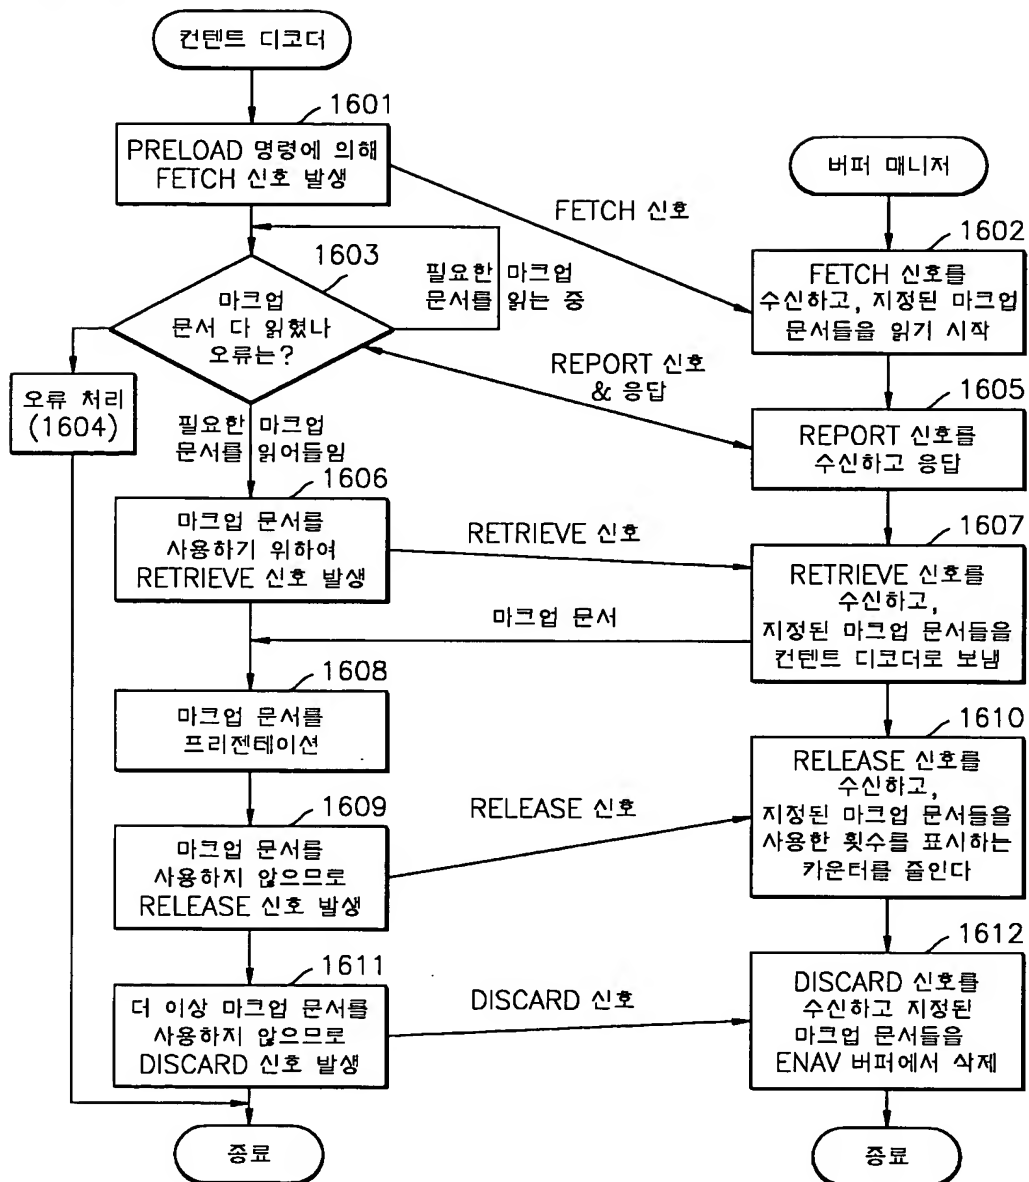 컨텐트 디코더
1601
PRELOAD 명령에 의해
FETCH 신호 발생
버퍼 매니저
FETCH 신호
1602
FETCH 신호를
수신하고, 지정된 마크업
문서들을 읽기 시작
1603
필요한 마크업
문서를 읽는 중
마크업
문서 다 읽혔나
오류는?
REPORT 신호
& 응답
오류 처리
(1604)
1605
REPORT 신호를
수신하고 응답
필요한 마크업
문서를 읽어들임
1606
마크업 문서를
사용하기 위하여
RETRIEVE 신호 발생
RETRIEVE 신호
1607
RETRIEVE 신호를
수신하고,
지정된 마크업 문서들을
컨텐트 디코더로 보냄
마크업 문서
1608
마크업 문서를
프리젠테이션
1610
RELEASE 신호를
수신하고,
지정된 마크업 문서들을
사용한 횟수를 표시하는
카운터를 줄인다
1609
마크업 문서를
사용하지 않으므로
RELEASE 신호 발생
RELEASE 신호
1611
더 이상 마크업 문서를
사용하지 않으므로
DISCARD 신호 발생
DISCARD 신호
1612
DISCARD 신호를
수신하고 지정된
마크업 문서들을
ENAV 버퍼에서 삭제
종료
종료